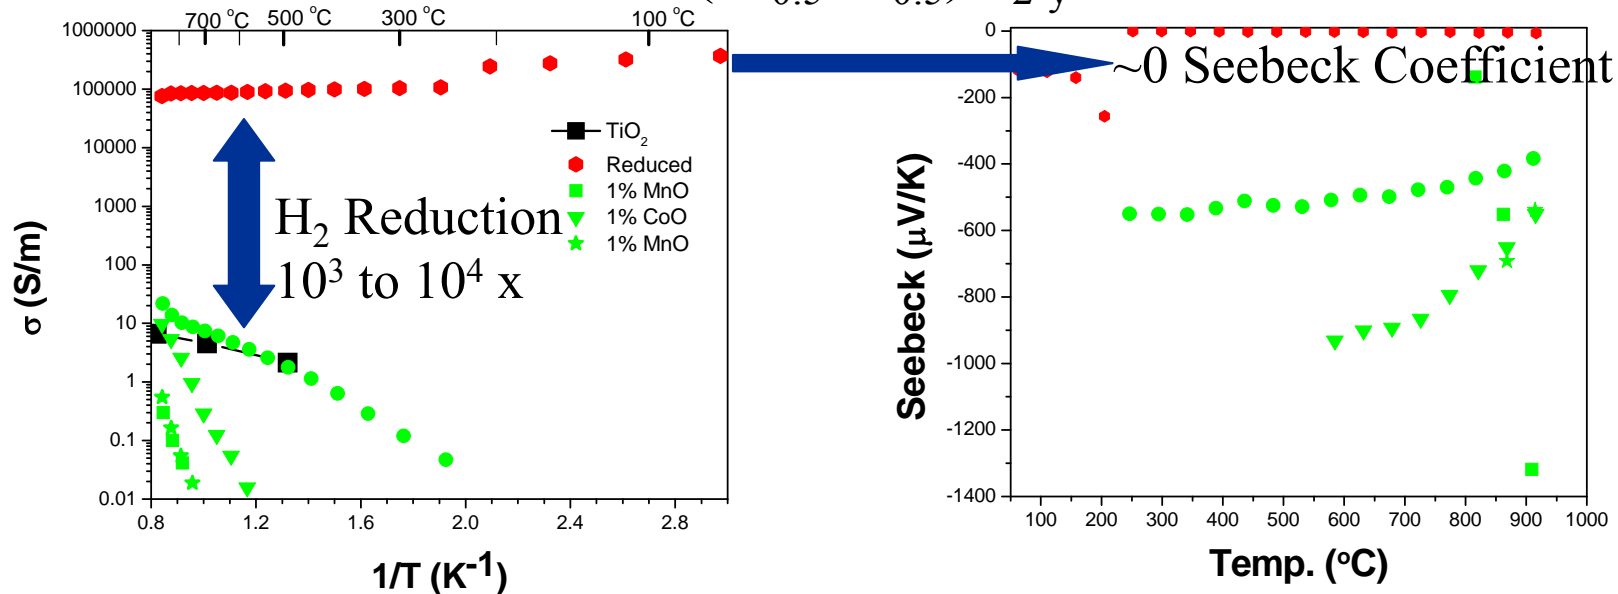 700 °C 500 °C 300 °C 100 °C
1000000
100000
10000
1000
100
10
1
0.1
0.01
0.8 1.2 1.6 2.0 2.4 2.8
σ (S/m)
1/T (K-1)
TiO2
Reduced
1% MnO
1% CoO
1% MnO
H2 Reduction
10³ to 10⁴ x
~0 Seebeck Coefficient
0
-200
-400
-600
-800
-1000
-1200
-1400
100 200 300 400 500 600 700 800 900 1000
Seebeck (μV/K)
Temp. (°C)